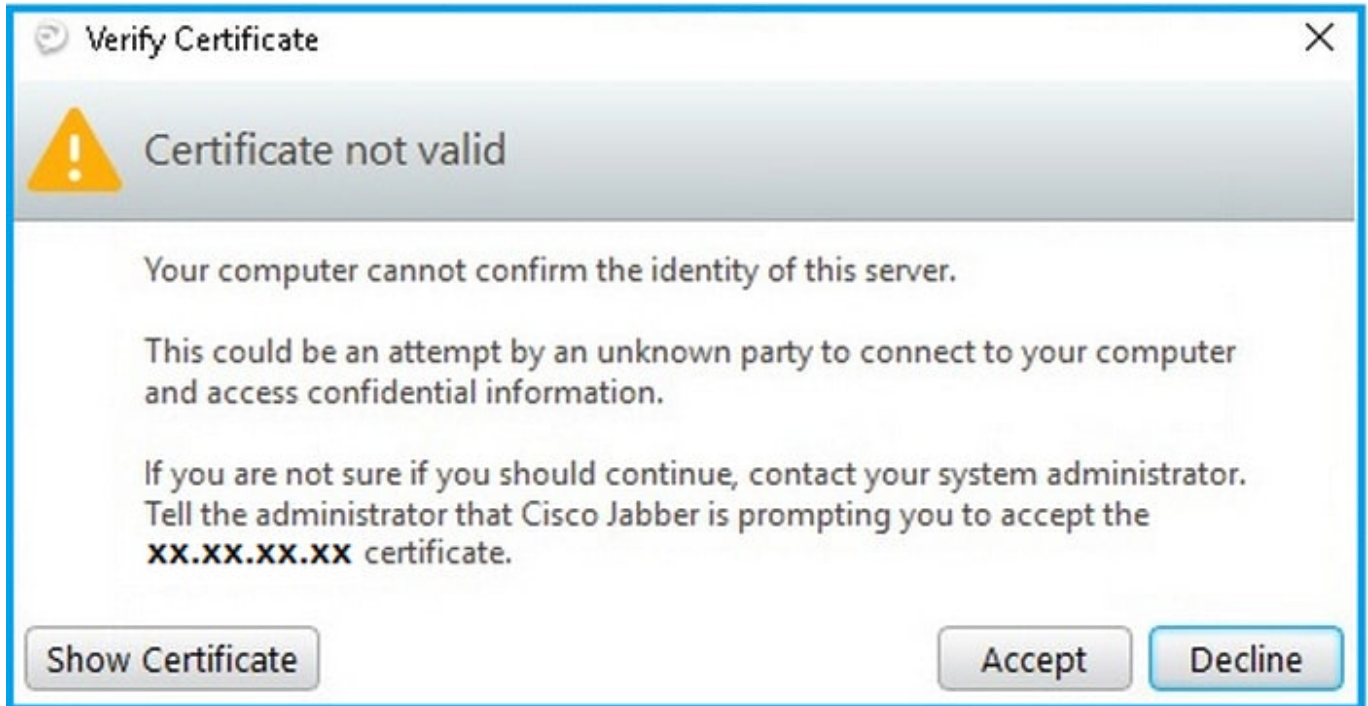 Verify Certificate
Certificate not valid
Your computer cannot confirm the identity of this server.
This could be an attempt by an unknown party to connect to your computer
and access confidential information.
If you are not sure if you should continue, contact your system administrator.
Tell the administrator that Cisco Jabber is prompting you to accept the
xx.xx.xx.xx certificate.
Show Certificate Accept Decline